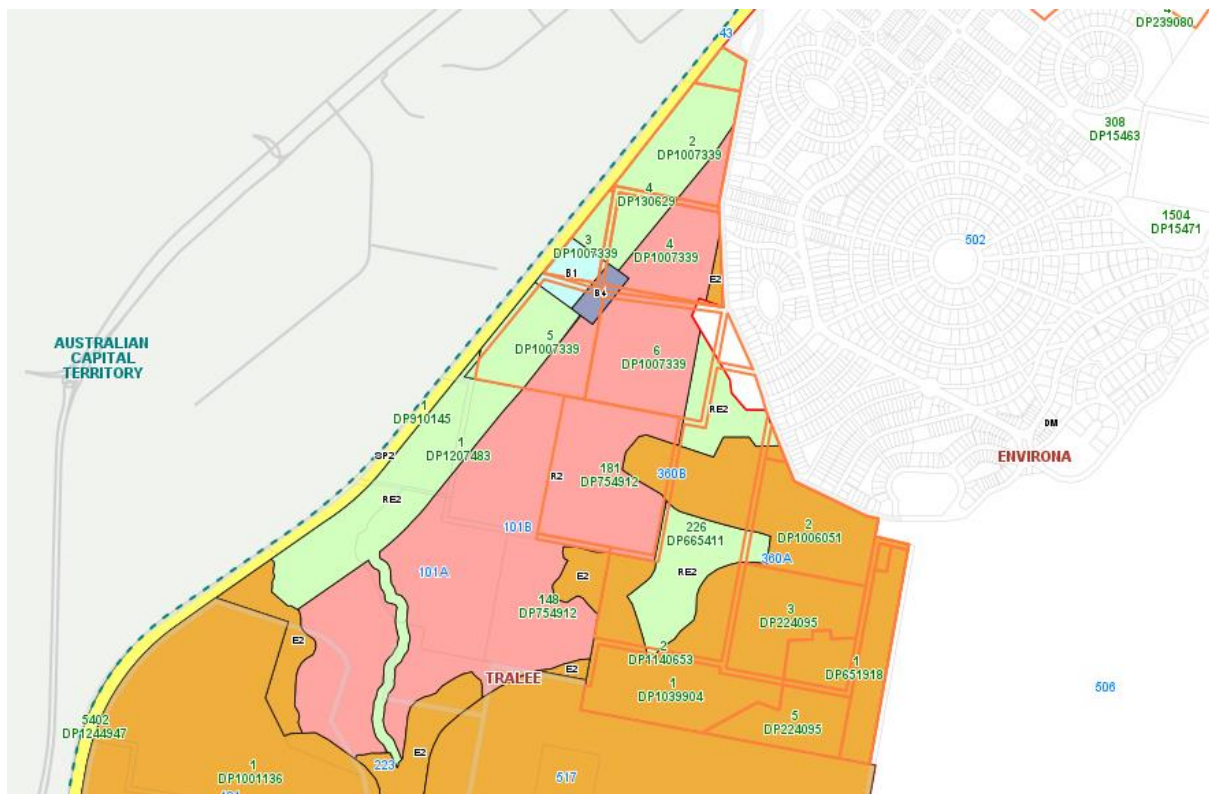 4
DP239080
43
308
DP15463
2
DP1007339
4
DP130629
1504
DP15471
502
3
DP1007339
4
DP1007339
B1
E2
B4
AUSTRALIAN
CAPITAL
TERRITORY
5
DP1007339
6
DP1007339
1
DP910145
RE2
DM
ENVIRONA
1
DP1207483
SP2
R2
181
DP754912
360B
RE2
101B
226
DP665411
2
DP1006051
360A
101A
E2
RE2
148
DP754912
3
DP224095
E2
2
DP1140653
1
DP651918
E2
TRALEE
1
DP1039904
506
5402
DP1244947
5
DP224095
E2
223
1
DP1001136
517